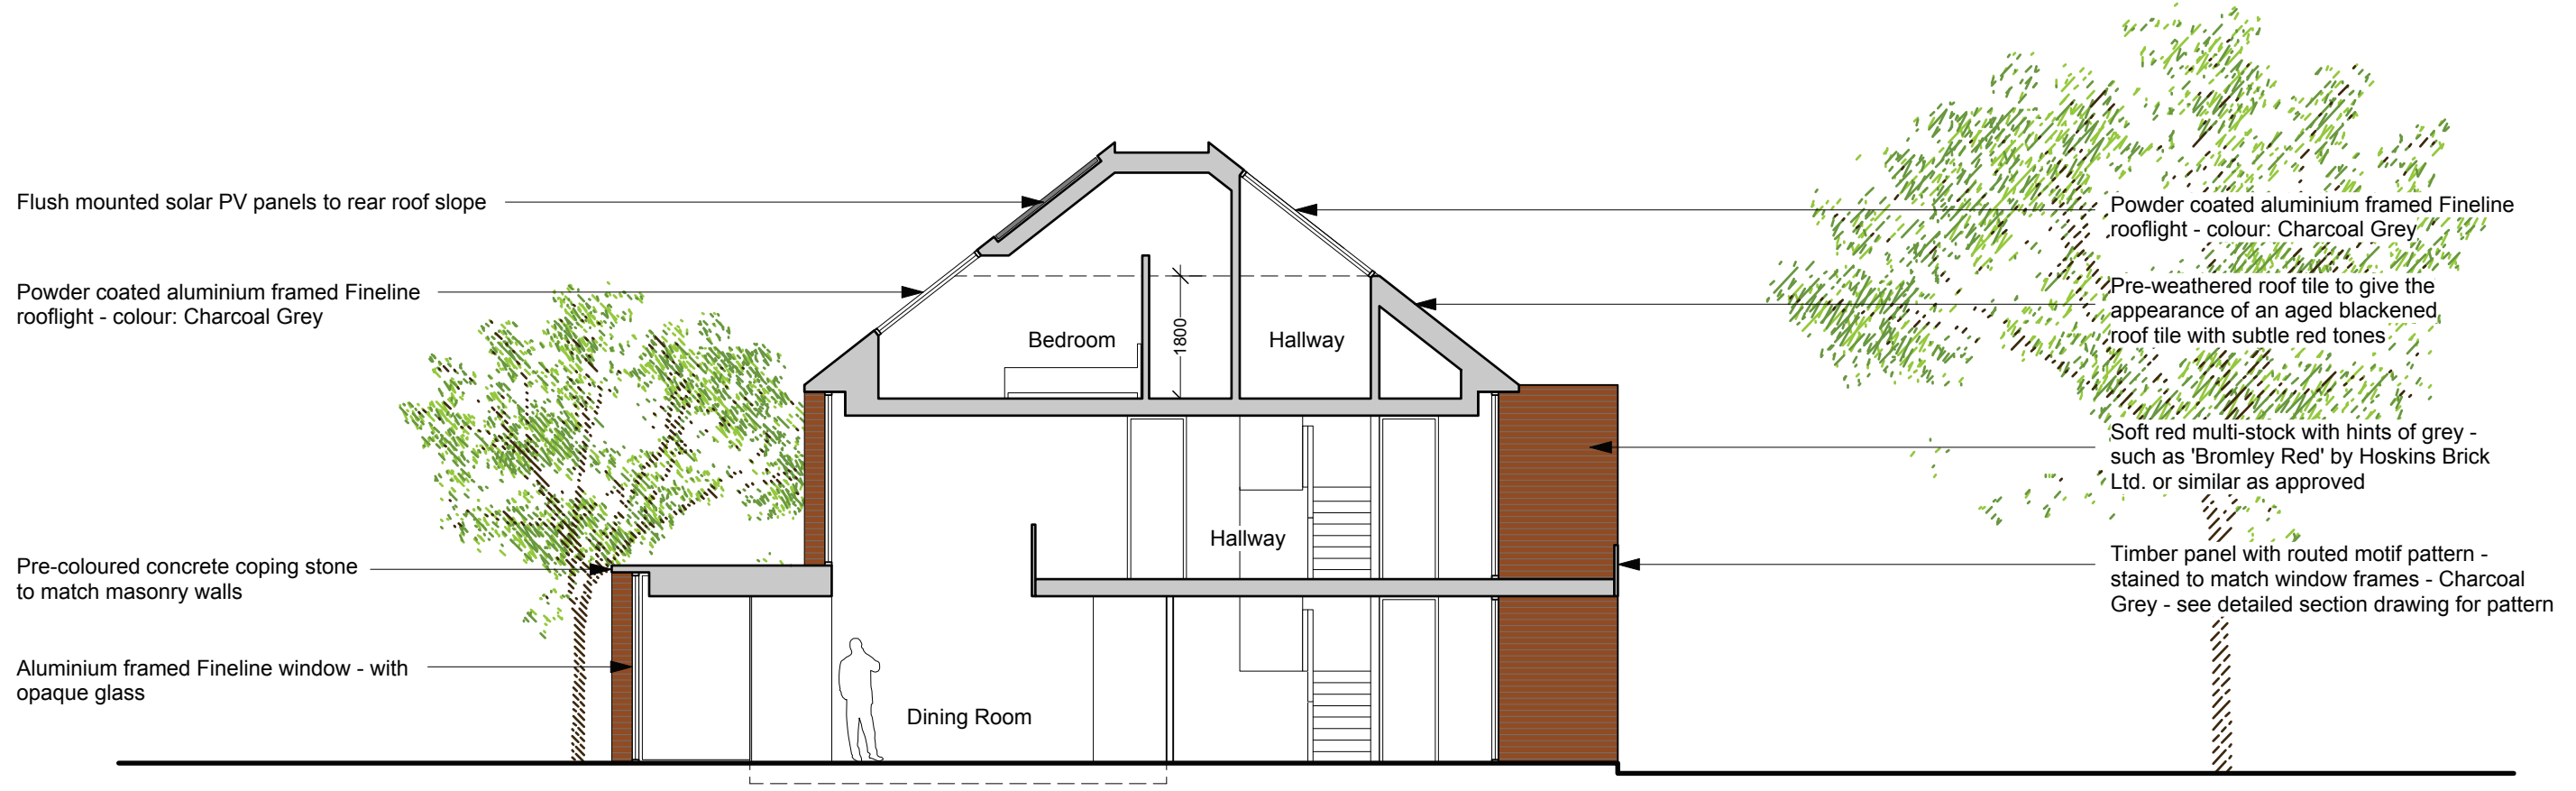 Flush mounted solar PV panels to rear roof slope
Powder coated aluminium framed Fineline
rooflight - colour: Charcoal Grey
Pre-coloured concrete coping stone
to match masonry walls
Aluminium framed Fineline window - with
opaque glass
Bedroom
1800
Hallway
Hallway
Dining Room
Powder coated aluminium framed Fineline
rooflight - colour: Charcoal Grey
Pre-weathered roof tile to give the
appearance of an aged blackened
roof tile with subtle red tones
Soft red multi-stock with hints of grey -
such as 'Bromley Red' by Hoskins Brick
Ltd. or similar as approved
Timber panel with routed motif pattern -
stained to match window frames - Charcoal
Grey - see detailed section drawing for pattern